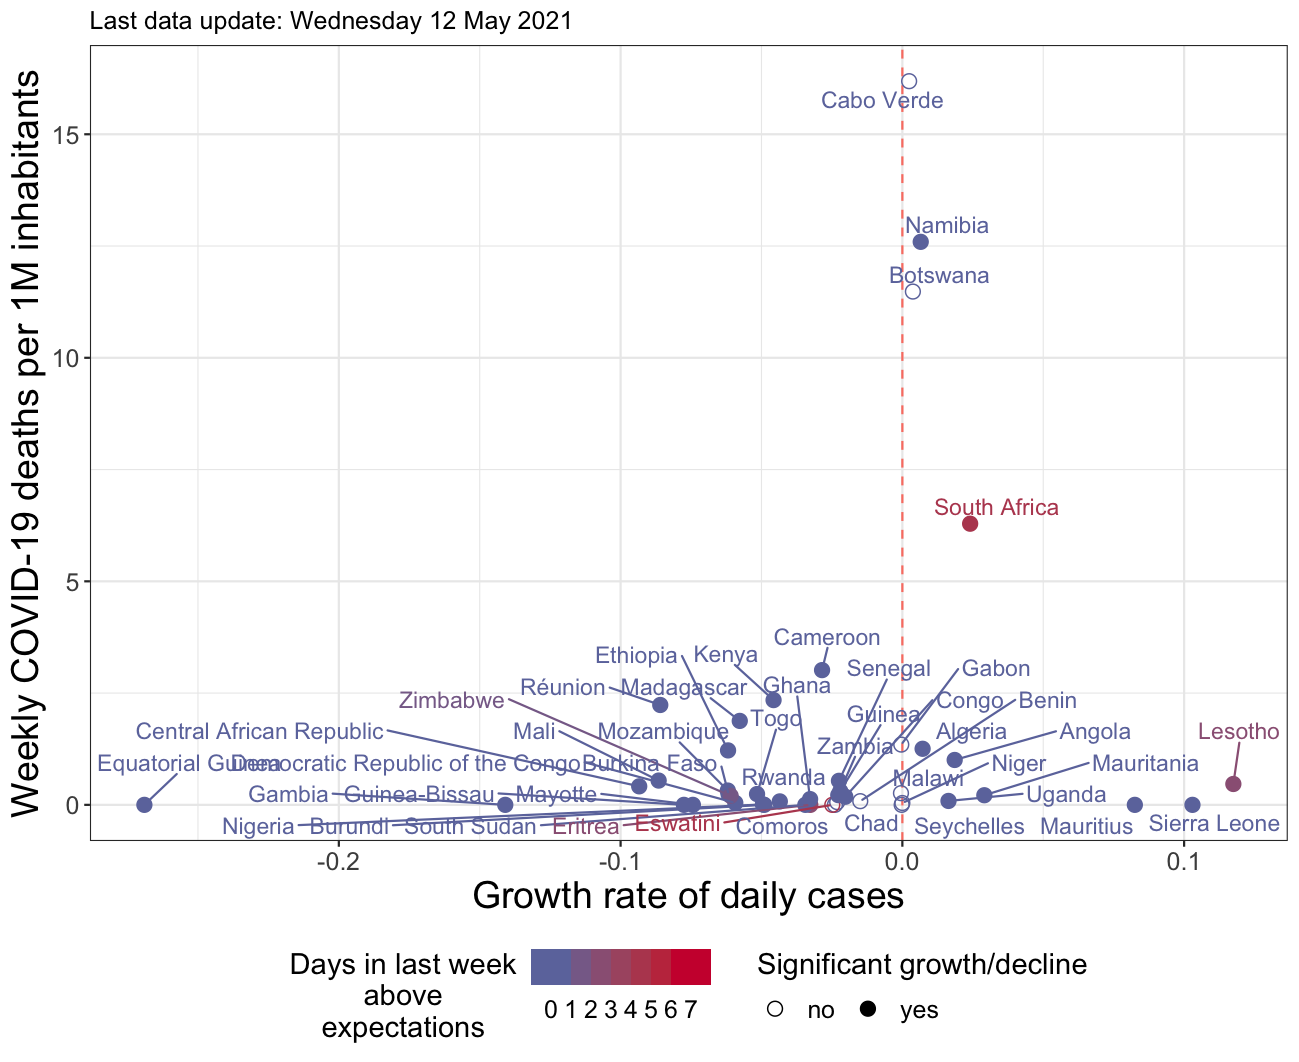 Last data update: Wednesday 12 May 2021
Weekly COVID-19 deaths per 1M inhabitants
15
10
5
0
Cabo Verde
Namibia
Botswana
South Africa
Cameroon
Ethiopia
Kenya
Senegal
Gabon
Réunion
Madagascar
Ghana
Zimbabwe
Congo
Benin
Togo
Guinea
Central African Republic
Mali
Mozambique
Zambia
Algeria
Angola
Lesotho
Equatorial Guinea
Democratic Republic of the Congo
Burkina Faso
Rwanda
Malawi
Niger
Mauritania
Gambia
Guinea-Bissau
Mayotte
Uganda
Nigeria
Burundi
South Sudan
Eritrea
Eswatini
Comoros
Chad
Seychelles
Mauritius
Sierra Leone
-0.2
-0.1
0.0
0.1
Growth rate of daily cases
Days in last week
above
expectations
0 1 2 3 4 5 6 7
Significant growth/decline
no
yes